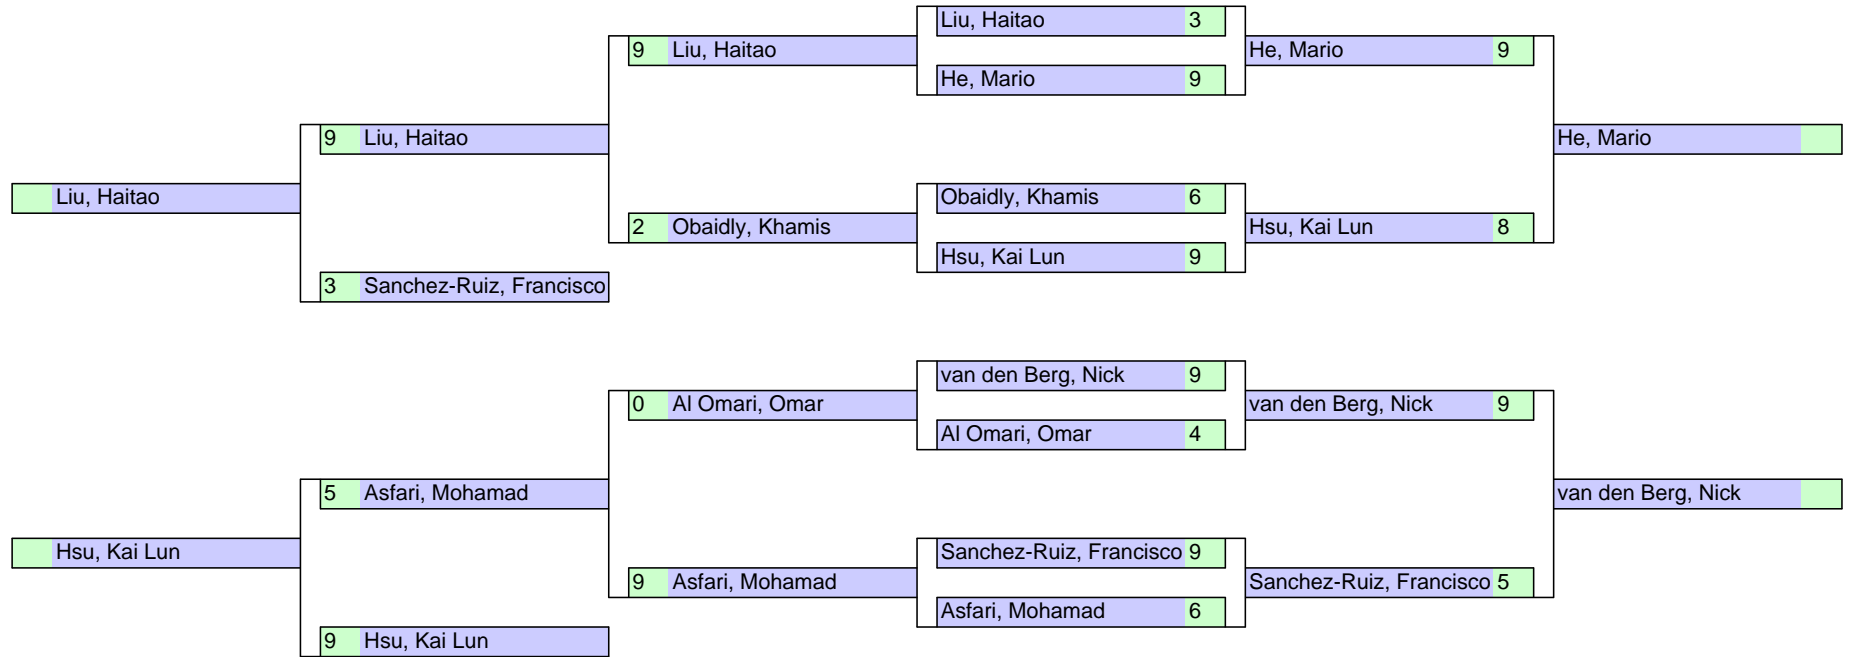 Liu, Haitao 3
9 Liu, Haitao He, Mario 9
He, Mario 9
9 Liu, Haitao He, Mario
Liu, Haitao Obaidly, Khamis 6
2 Obaidly, Khamis Hsu, Kai Lun 8
Hsu, Kai Lun 9
3 Sanchez-Ruiz, Francisco
van den Berg, Nick 9
0 Al Omari, Omar van den Berg, Nick 9
Al Omari, Omar 4
5 Asfari, Mohamad van den Berg, Nick
Hsu, Kai Lun Sanchez-Ruiz, Francisco 9
9 Asfari, Mohamad Sanchez-Ruiz, Francisco 5
Asfari, Mohamad 6
9 Hsu, Kai Lun